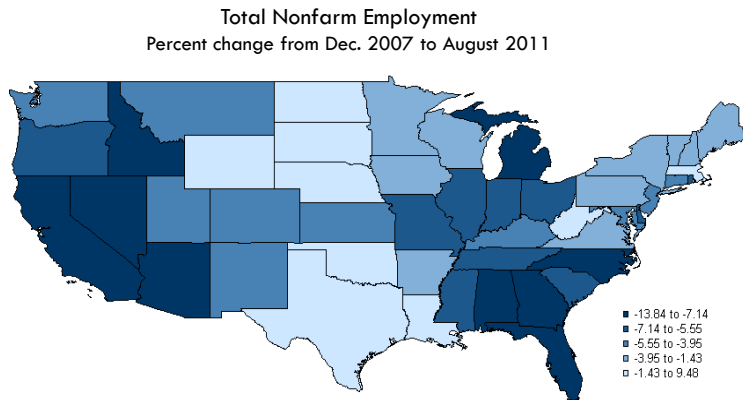 Total Nonfarm Employment
Percent change from Dec. 2007 to August 2011
-13.84 to -7.14
-7.14 to -5.55
-5.55 to -3.95
-3.95 to -1.43
-1.43 to 9.48